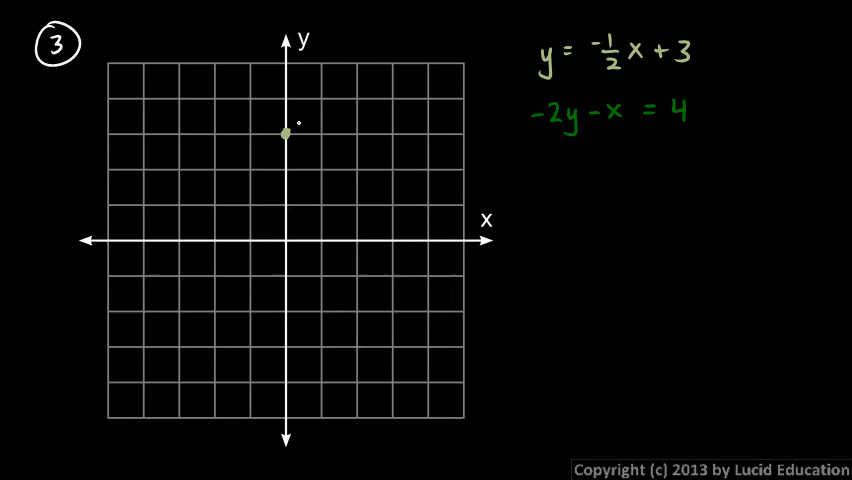 3
y
y = -1/2 x + 3
-2y - x = 4
x
Copyright (c) 2013 by Lucid Education